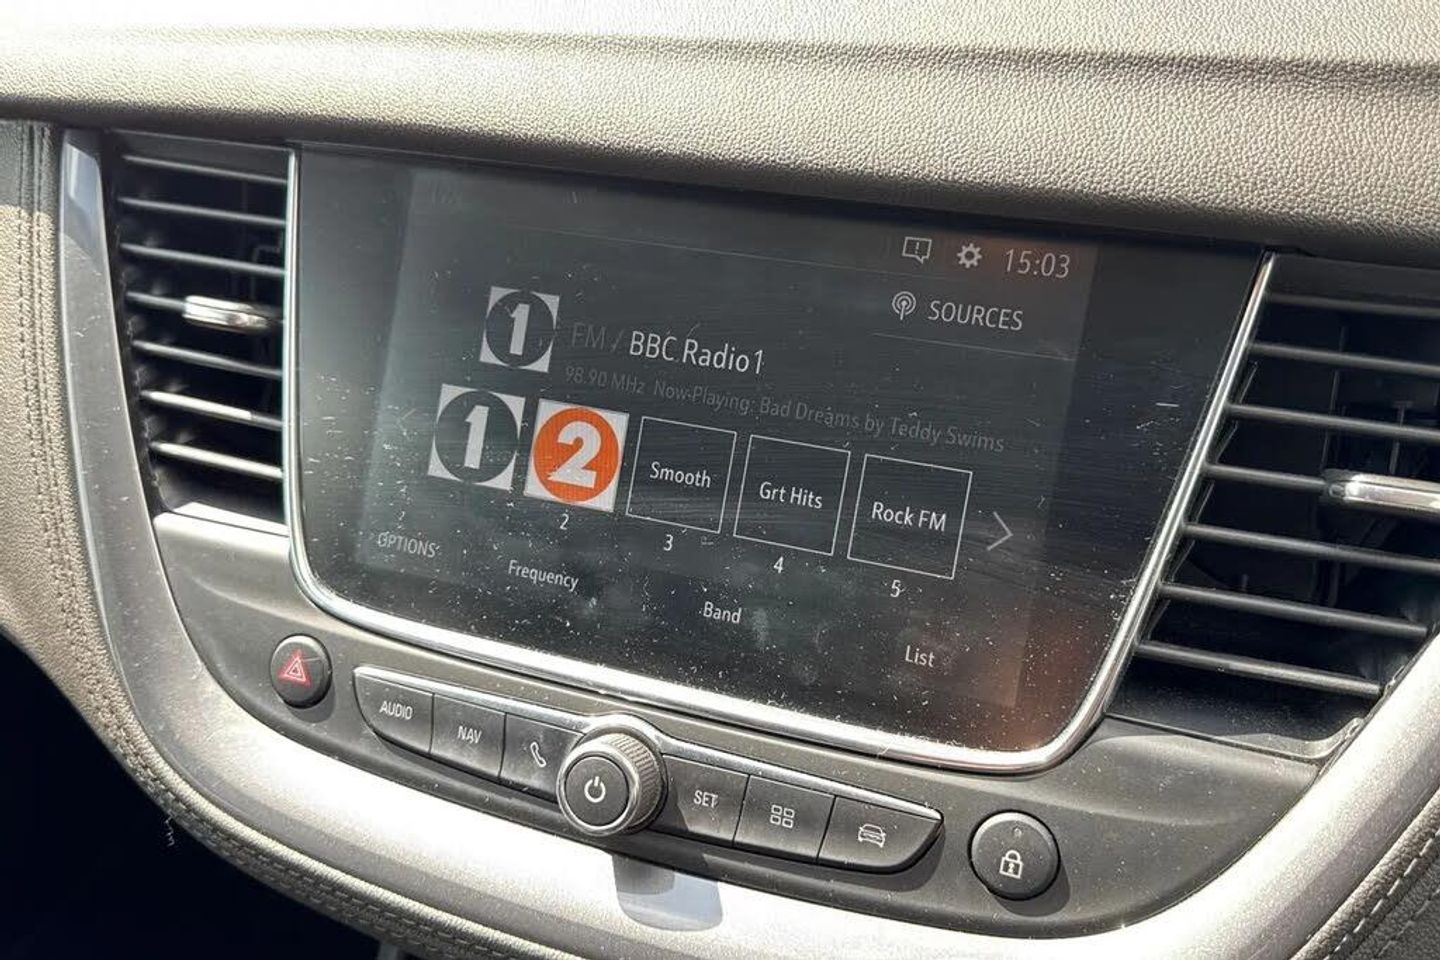 15:03
SOURCES
1 FM / BBC Radio1
98.90 MHz Now-Playing: Bad Dreams by Teddy Swims
1 2 Smooth Grt Hits Rock FM
2 3 4 5
OPTIONS Frequency Band List
AUDIO NAV SET